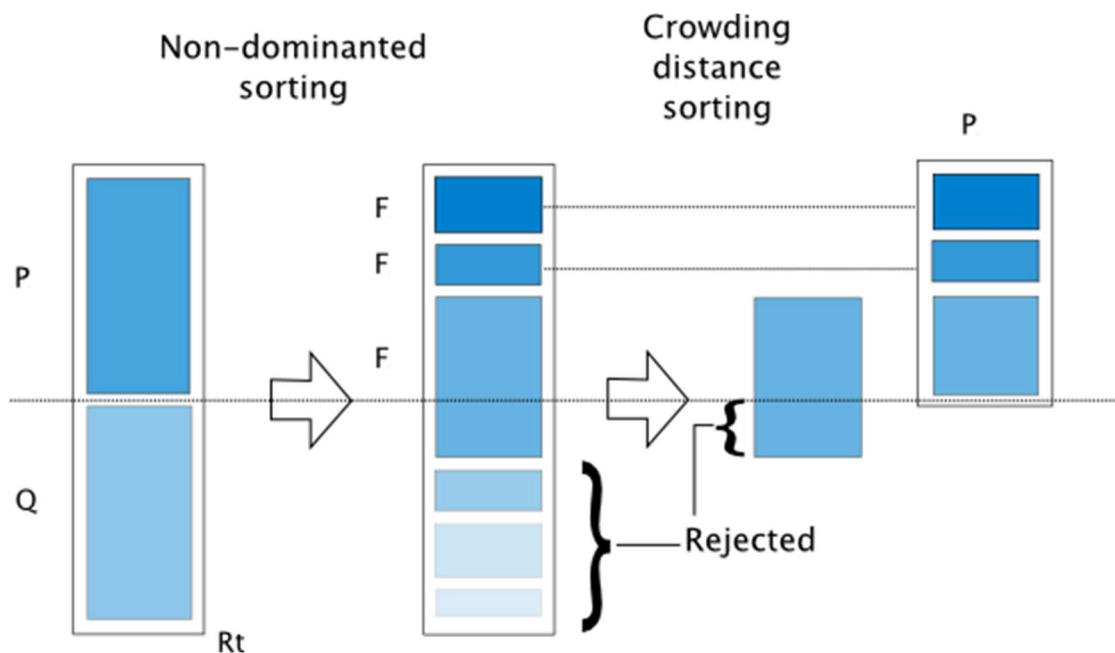 Non-dominanted
sorting
Crowding
distance
sorting
P
P
F
F
F
Q
Rejected
Rt